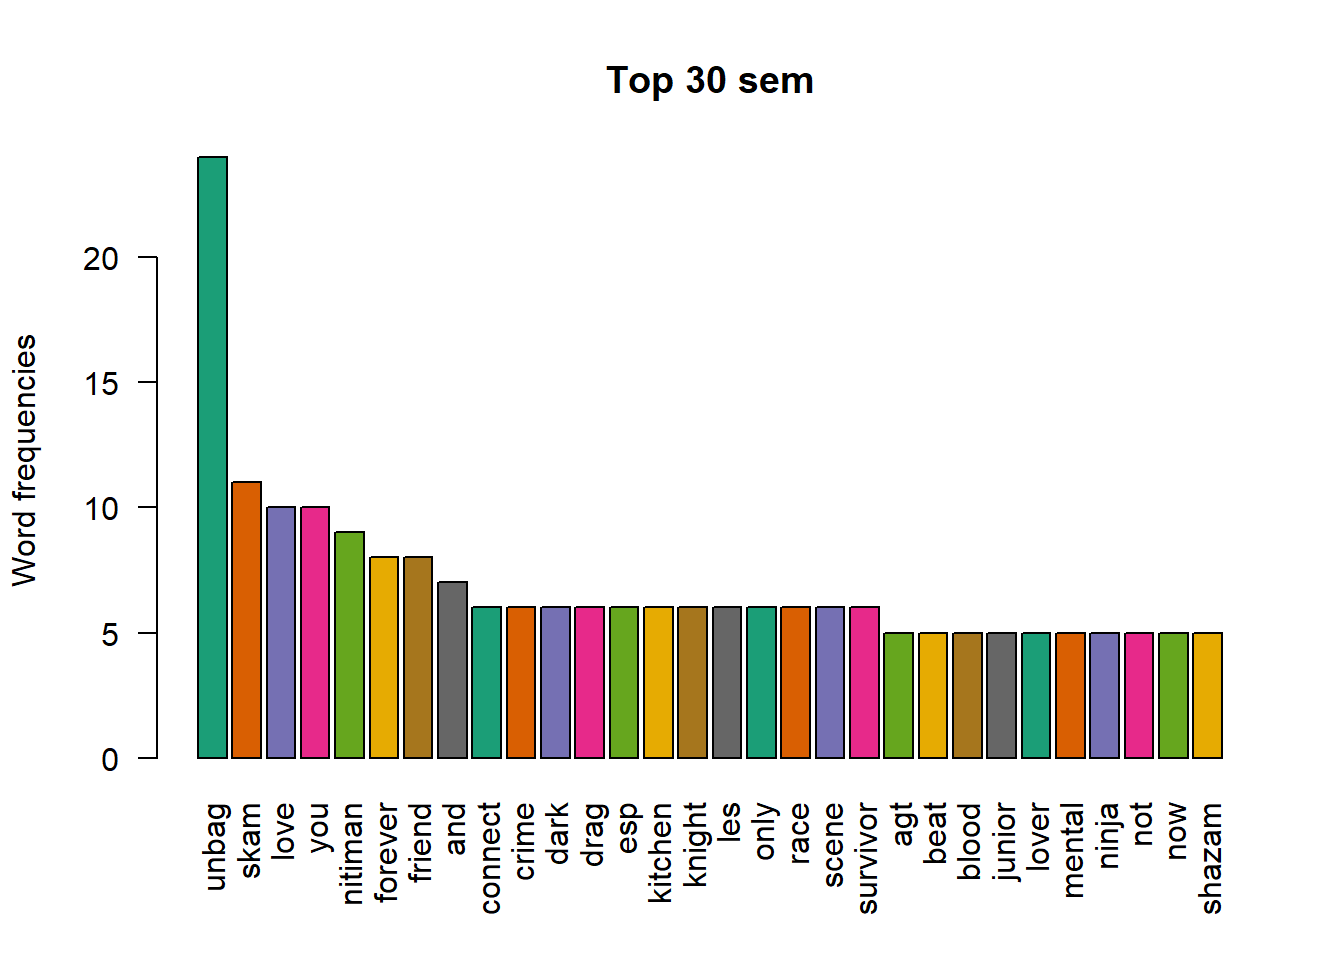 Top 30 sem
Word frequencies
20
15
10
5
0
unbag
skam
love
you
nitiman
forever
friend
and
connect
crime
dark
drag
esp
kitchen
knight
les
only
race
scene
survivor
agt
beat
blood
junior
lover
mental
ninja
not
now
shazam